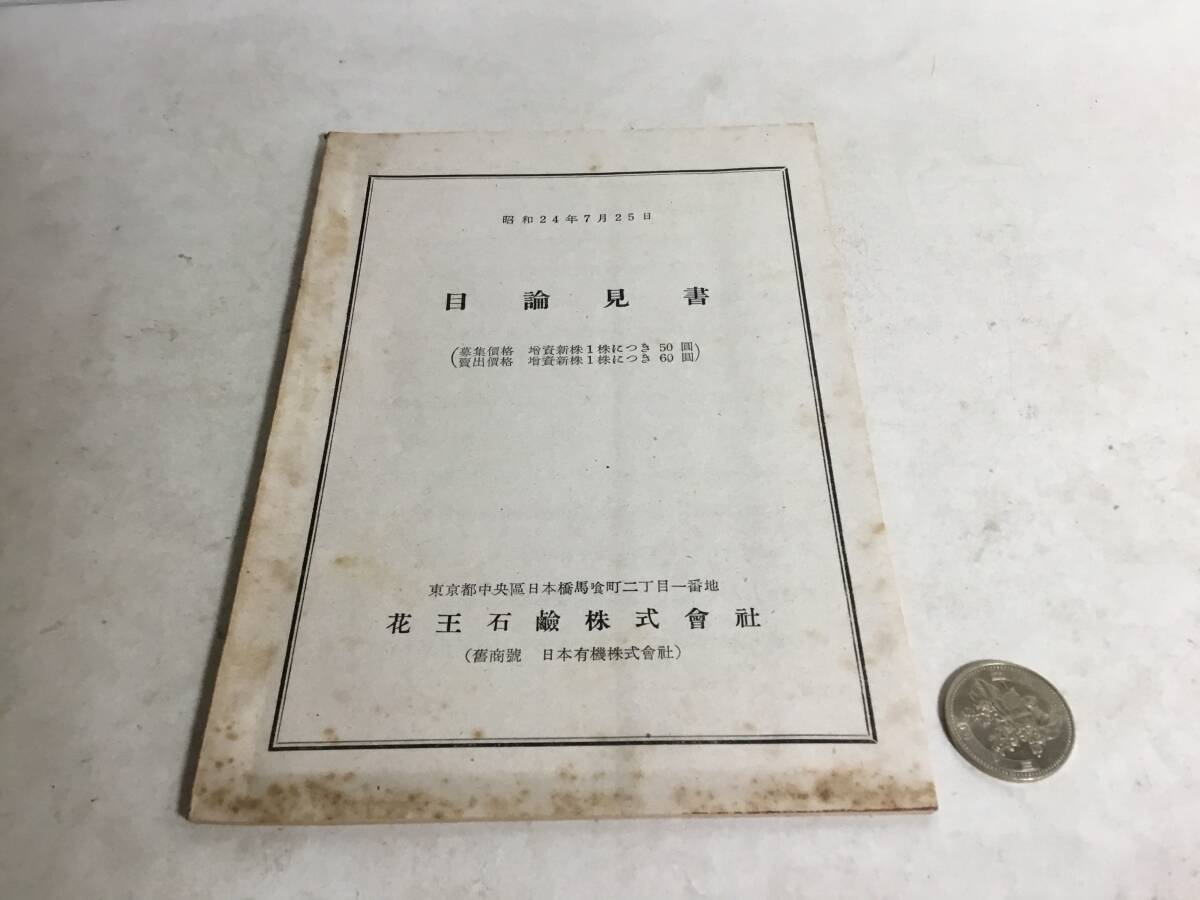 昭和24年7月25日
目論見書
(募集價格 增資新株1株につき 50 圓)
(賣出價格 增資新株1株につき 60 圓)
東京都中央區日本橋馬喰町二丁目一番地
花王石鹼株式會社
(舊商號 日本有機株式會社)